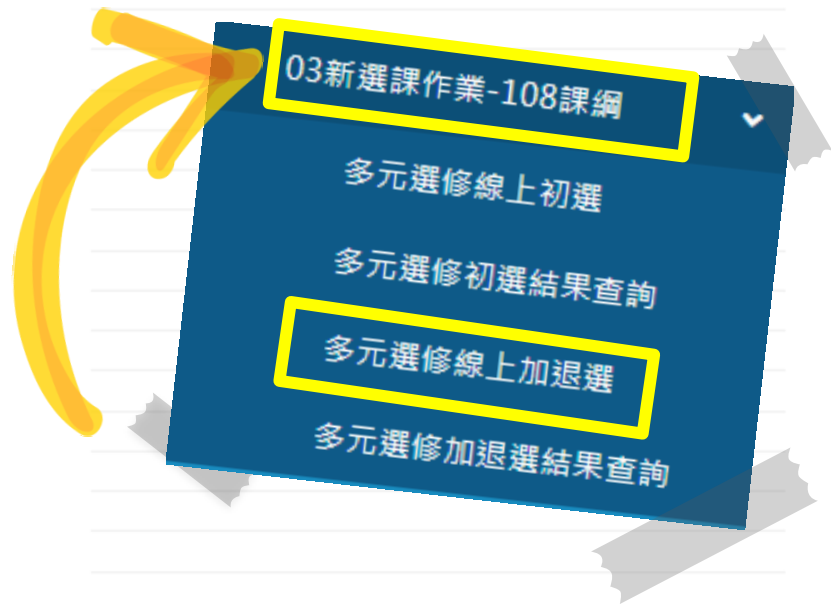 03新選課作業-108課綱
多元選修線上初選
多元選修初選結果查詢
多元選修線上加退選
多元選修加退選結果查詢